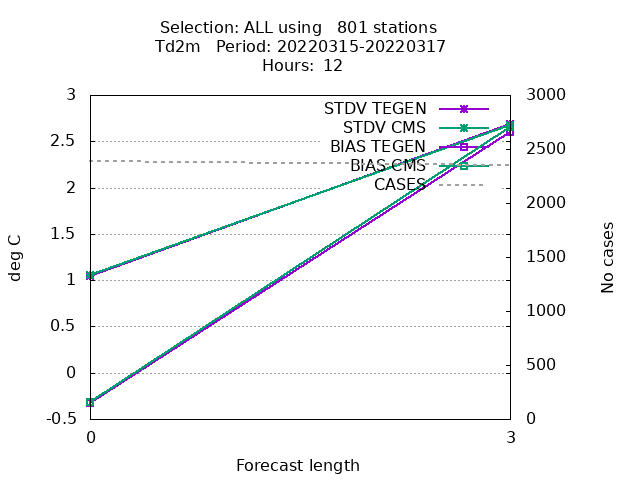 Selection: ALL using   801 stations
Td2m   Period: 20220315-20220317
Hours:  12
3
2.5
2
1.5
1
0.5
0
-0.5
deg C
3000
2500
2000
1500
1000
500
0
No cases
STDV TEGEN
STDV CMS
BIAS TEGEN
BIAS CMS
CASES
0
3
Forecast length